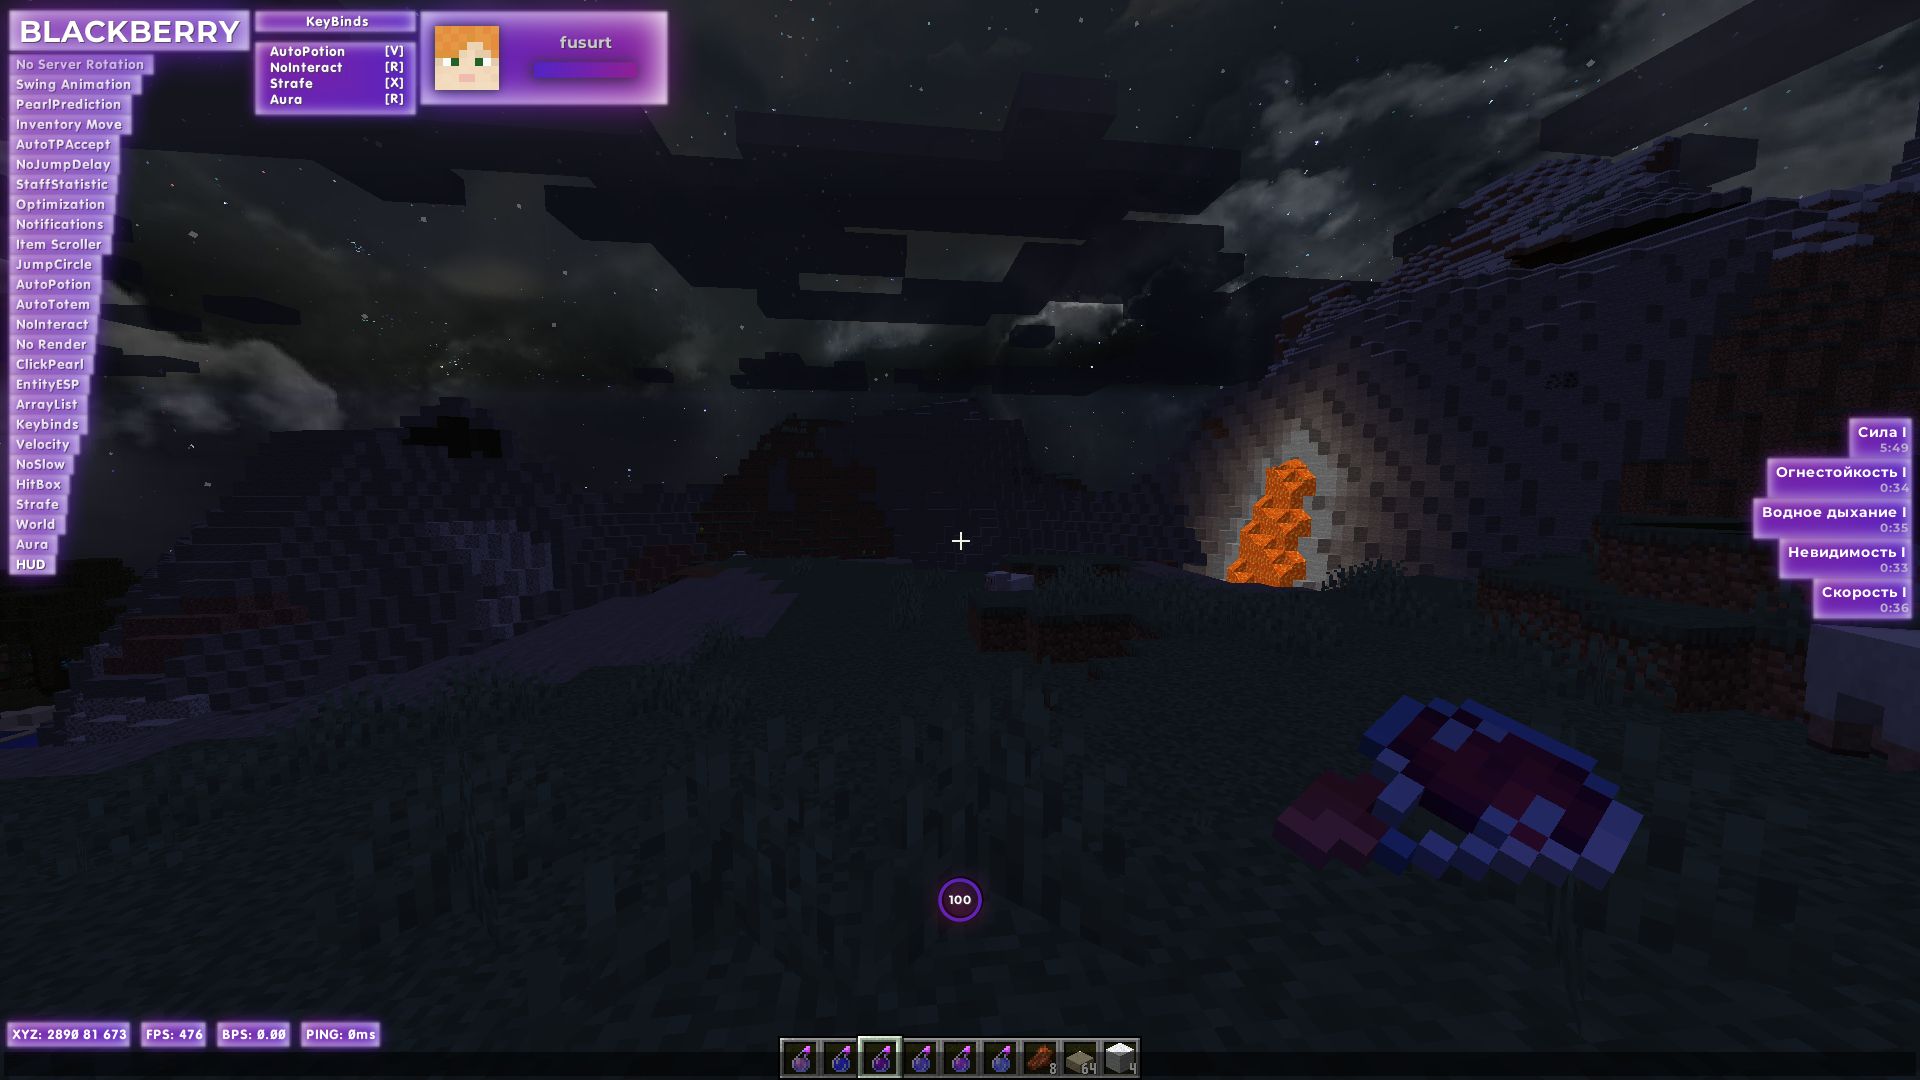 BLACKBERRY
No Server Rotation
Swing Animation
PearlPrediction
Inventory Move
AutoTPAccept
NoJumpDelay
StaffStatistic
Optimization
Notifications
Item Scroller
JumpCircle
AutoPotion
AutoTotem
NoInteract
No Render
ClickPearl
EntityESP
ArrayList
Keybinds
Velocity
NoSlow
HitBox
Strafe
World
Aura
HUD
KeyBinds
AutoPotion [V]
NoInteract [R]
Strafe [X]
Aura [R]
fusurt
Сила I
5:49
Огнестойкость I
0:34
Водное дыхание I
0:35
Невидимость I
0:33
Скорость I
0:36
100
XYZ: 2890 81 673 FPS: 476 BPS: 0.00 PING: 0ms
8 64 4